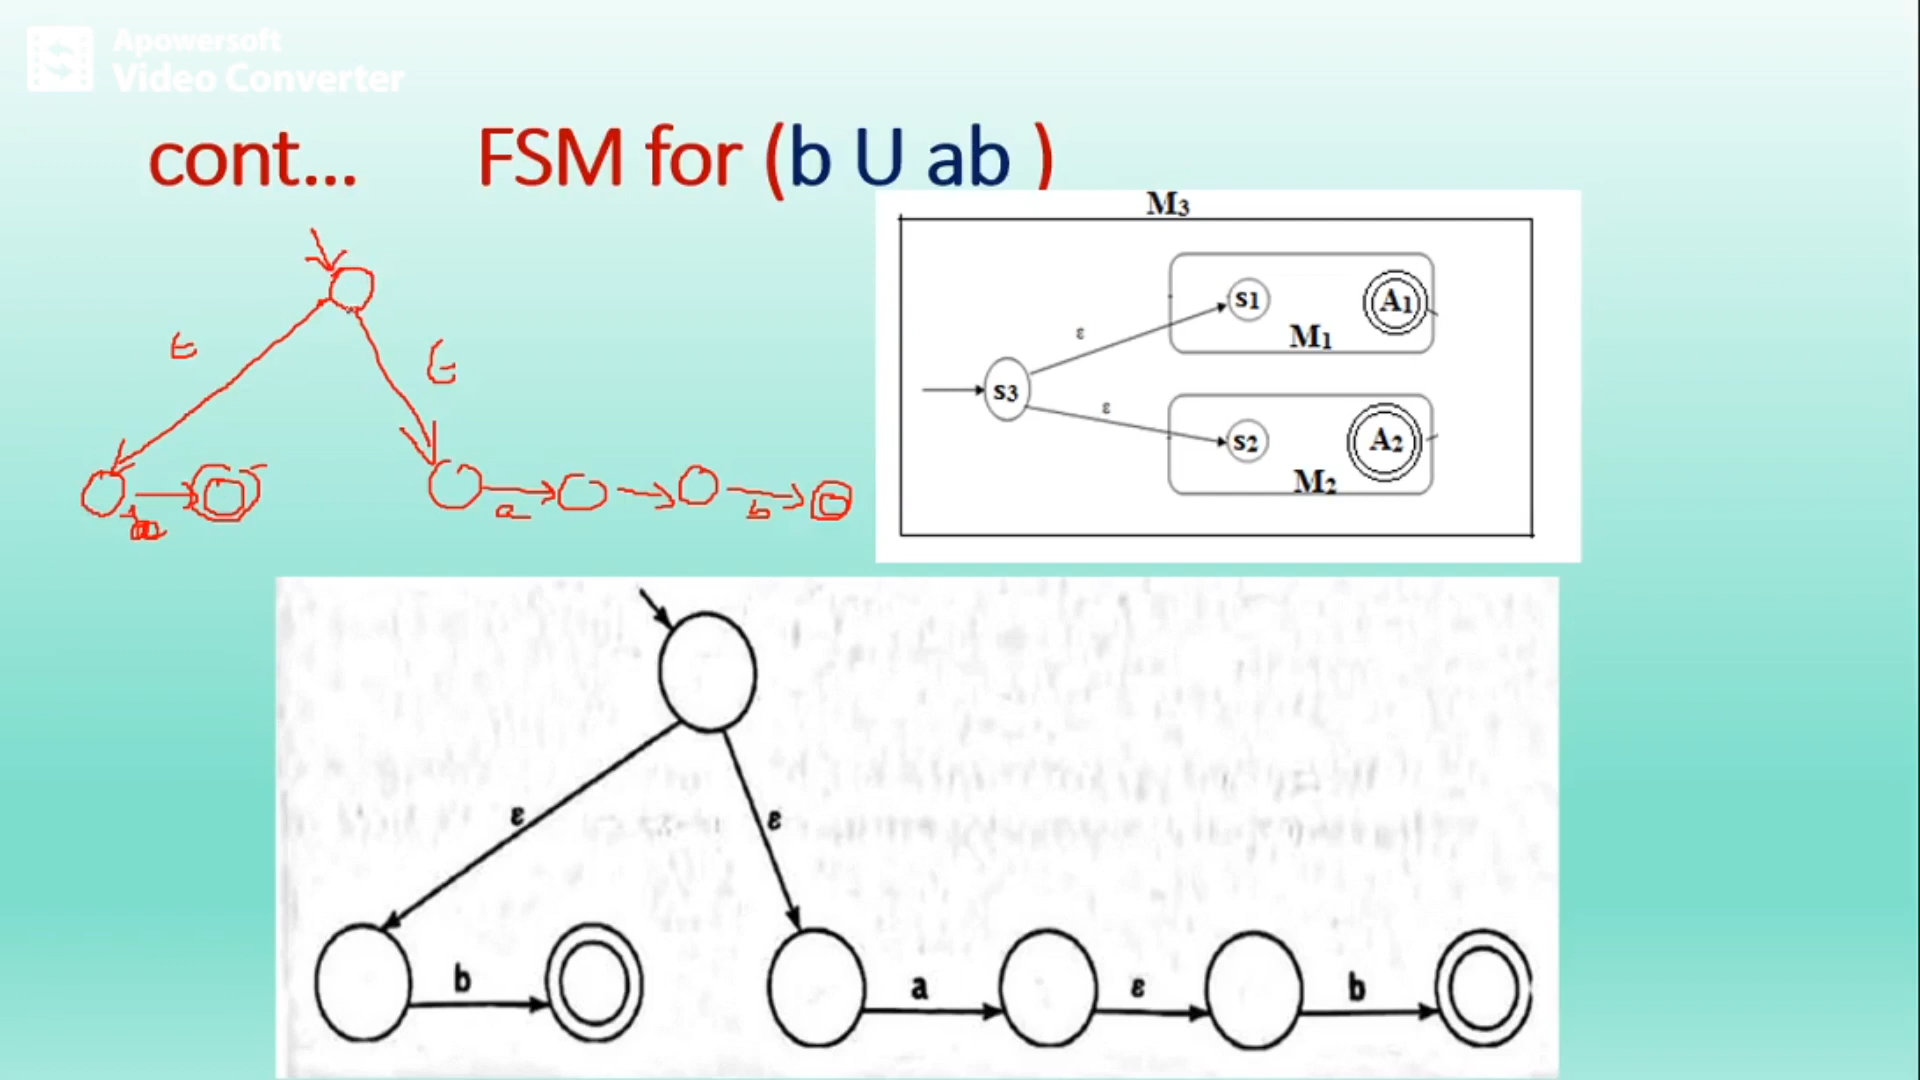 Apowersoft
Video Converter
cont... FSM for (b U ab )
M3
s1 A1
ε
M1
s3
ε
s2 A2
M2
ε ε
b
a b
ε ε
b a ε b